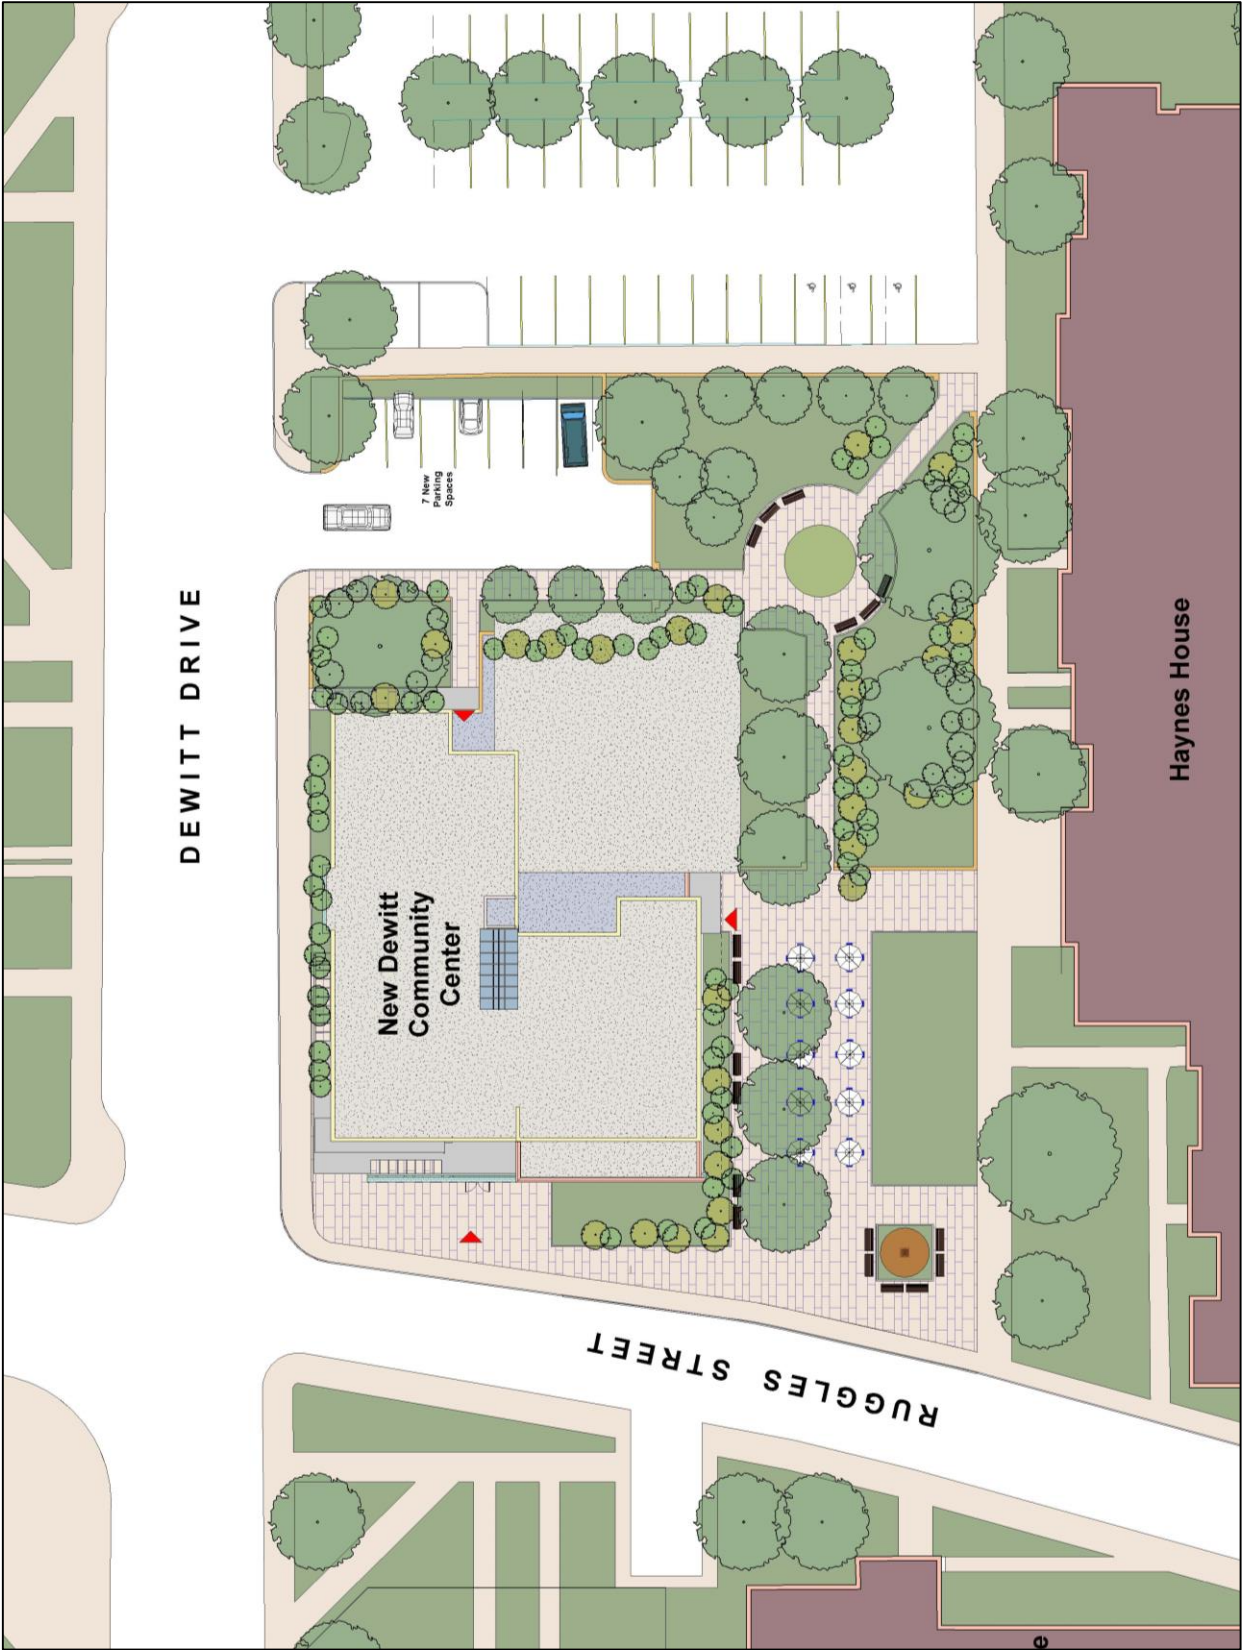 7 New
Parking
Spaces
DEWITT DRIVE
Haynes House
New Dewitt
Community
Center
RUGGLES STREET
e